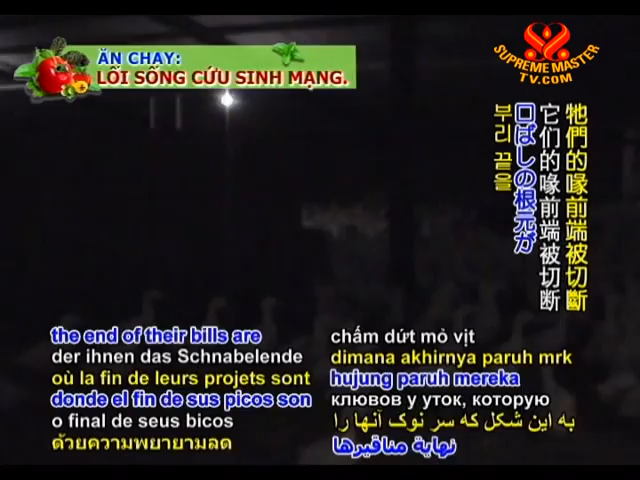 ĂN CHAY:
LỐI SỐNG CỨU SINH MẠNG.
SUPREME MASTER
TV.COM
牠們的喙前端被切斷
它们的喙前端被切断
口ばしの根元が
부리 끝을
the end of their bills are
der ihnen das Schnabelende
où la fin de leurs projets sont
donde el fin de sus picos son
o final de seus bicos
ด้วยความพยายามลด
chấm dứt mỏ vịt
dimana akhirnya paruh mrk
hujung paruh mereka
клювов у уток, которую
به این شکل که سر نوک آنها را
نهاية مناقيرها